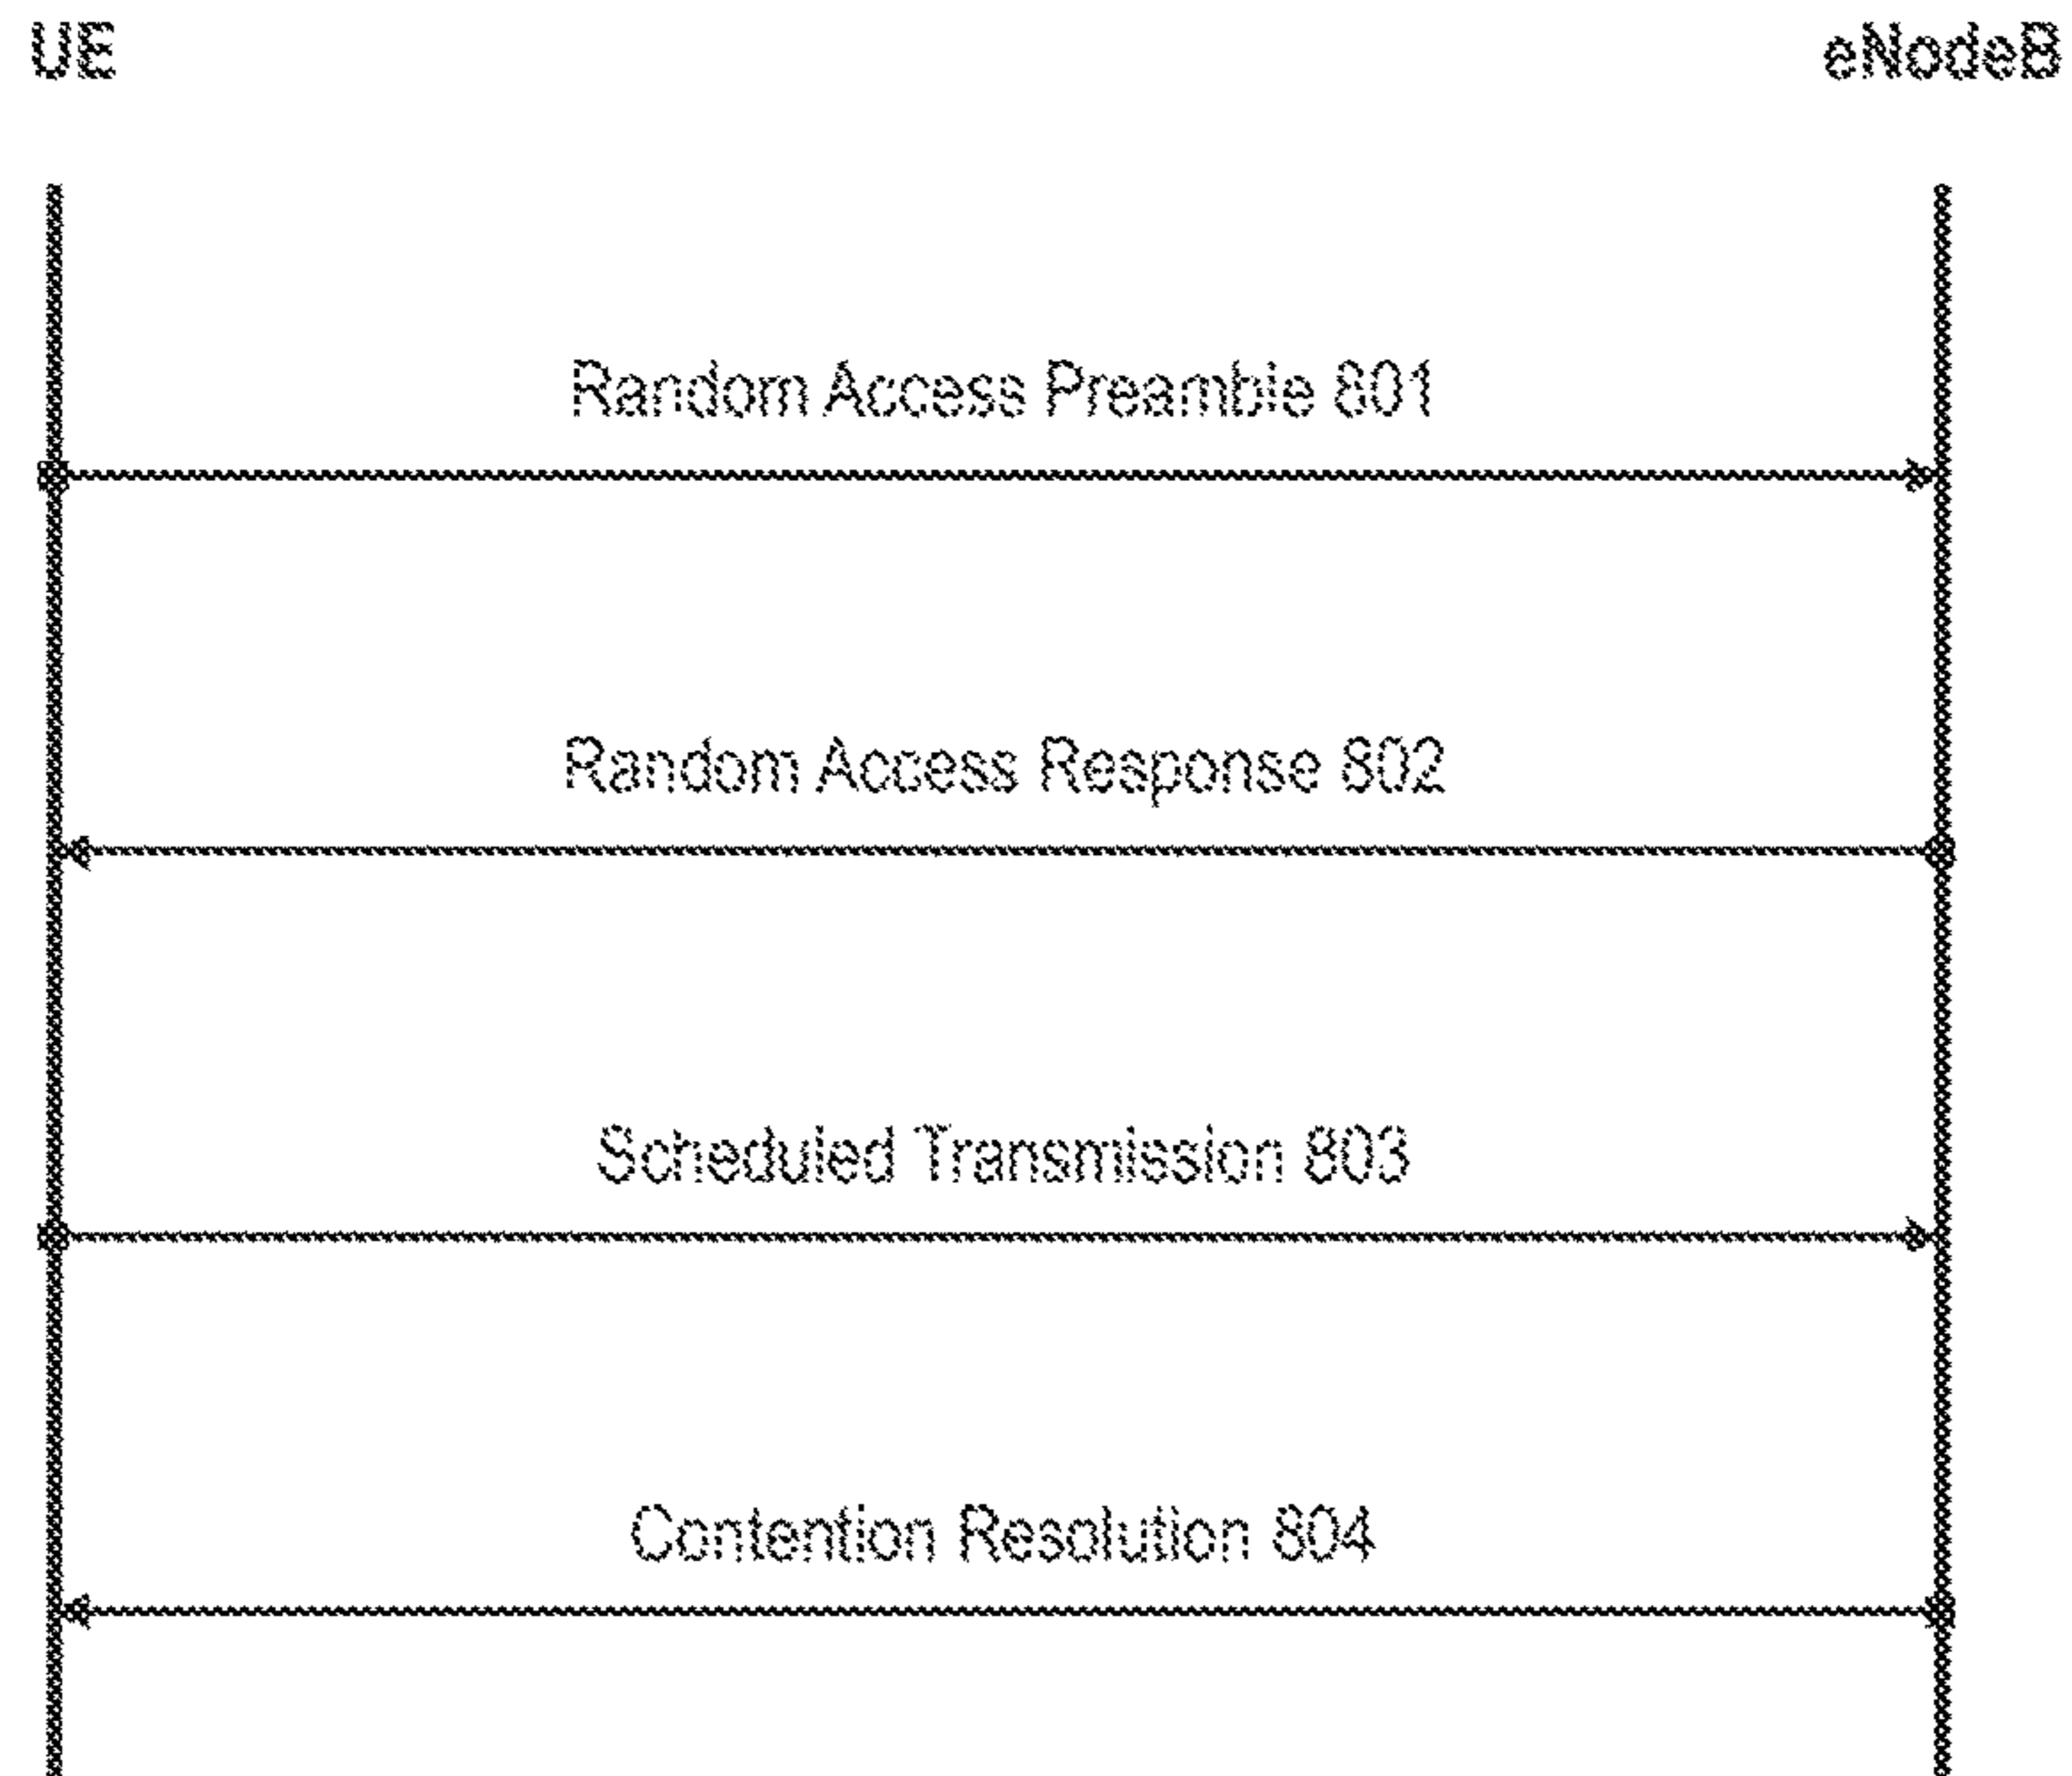 UE
eNodeB
Random Access Preamble 801
Random Access Response 802
Scheduled Transmission 803
Contention Resolution 804